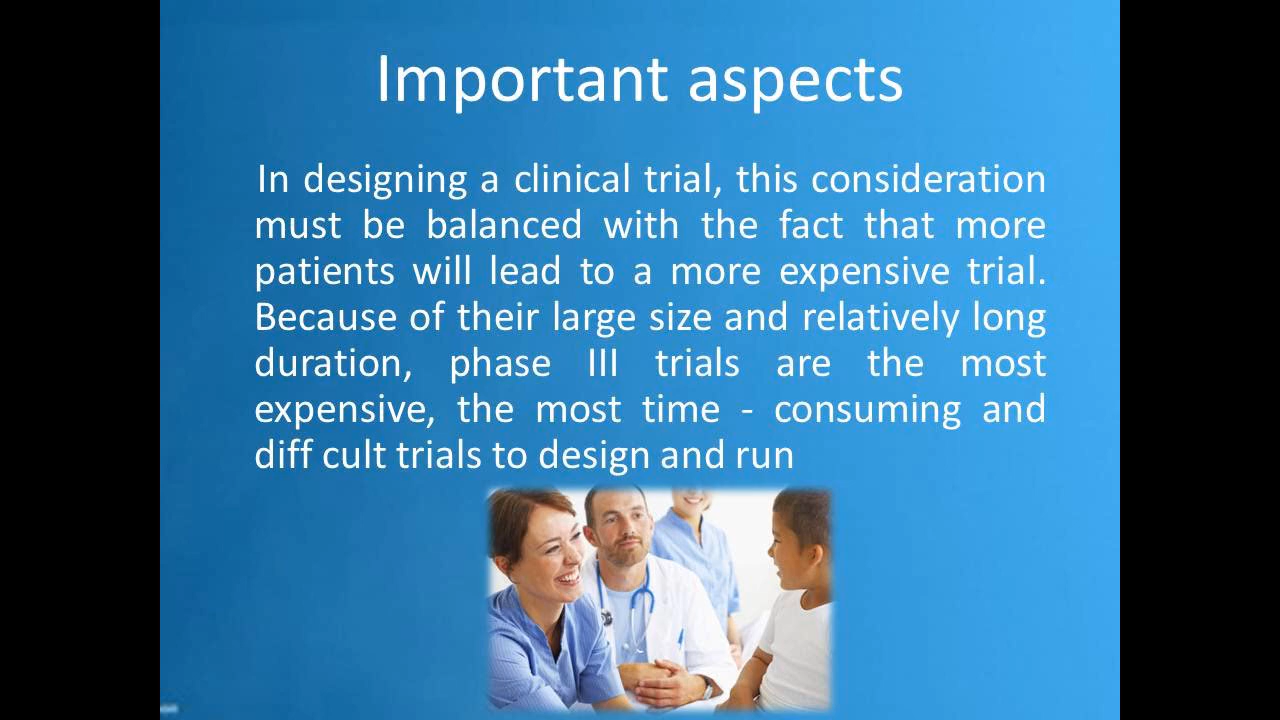 Important aspects
In designing a clinical trial, this consideration
must be balanced with the fact that more
patients will lead to a more expensive trial.
Because of their large size and relatively long
duration, phase III trials are the most
expensive, the most time - consuming and
diff cult trials to design and run